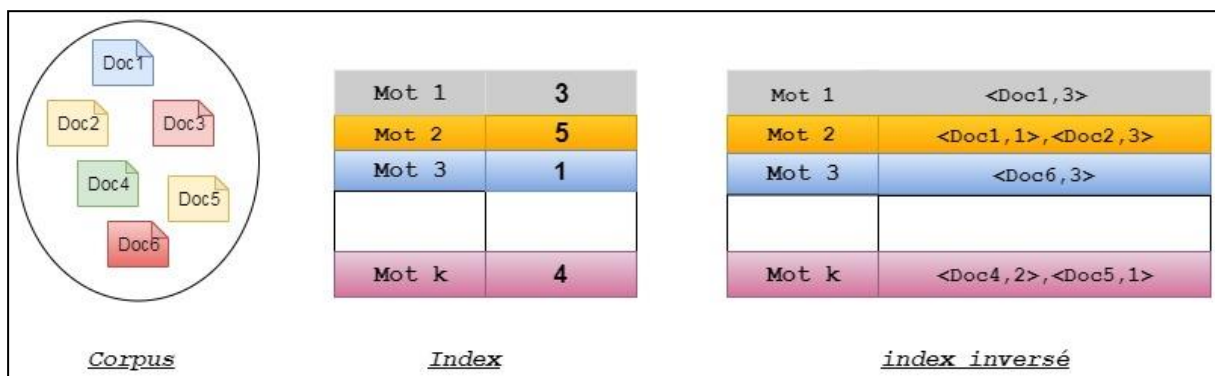 Doc1
Doc2
Doc3
Doc4
Doc5
Doc6
Corpus
Mot 1 3
Mot 2 5
Mot 3 1
Mot k 4
Index
Mot 1 <Doc1,3>
Mot 2 <Doc1,1>,<Doc2,3>
Mot 3 <Doc6,3>
Mot k <Doc4,2>,<Doc5,1>
index inversé